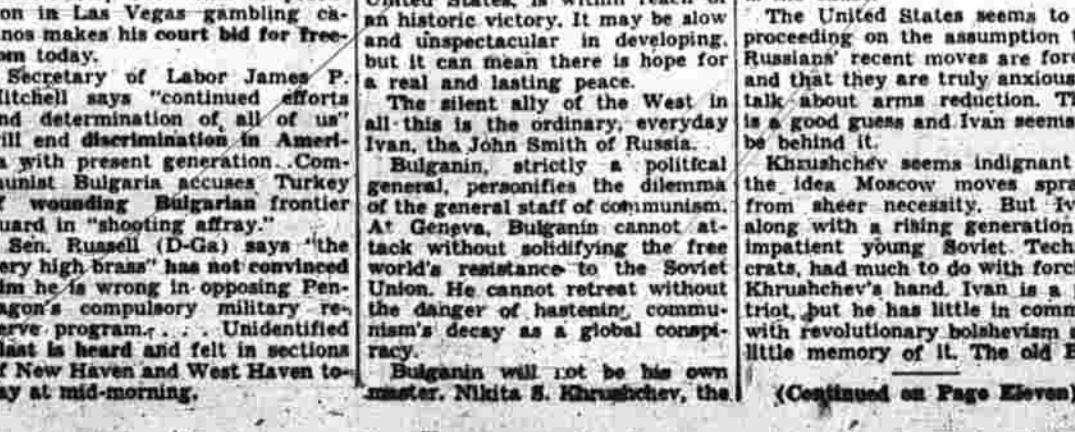 on in Las Vegas gambling ca-
nos makes his court bid for free-
om today.
Secretary of Labor James P.
itchell says "continued efforts
nd determination of all of us"
ill end discrimination in Ameri-
a with present generation. .Com-
unist Bulgaria accuses Turkey
f wounding Bulgarian frontier
uard in "shooting affray."
Sen. Russell (D-Ga) says "the
ery high brass" has not convinced
im he is wrong in opposing Pen-
agon's compulsory military re-
erve program. . . . Unidentified
last is heard and felt in sections
f New Haven and West Haven to-
ay at mid-morning.
United States, is within reach of
an historic victory. It may be slow
and unspectacular in developing,
but it can mean there is hope for
a real and lasting peace.
The silent ally of the West in
all this is the ordinary, everyday
Ivan, the John Smith of Russia.
Bulganin, strictly a political
general, personifies the dilemma
of the general staff of communism.
At Geneva, Bulganin cannot at-
tack without solidifying the free
world's resistance to the Soviet
Union. He cannot retreat without
the danger of hastening commu-
nism's decay as a global conspi-
racy.
Bulganin will not be his own
master. Nikita S. Khrushchev, the
The United States seems to
proceeding on the assumption t
Russians' recent moves are forc
and that they are truly anxious
talk about arms reduction. Th
is a good guess and Ivan seems
be behind it.
Khrushchev seems indignant
the idea Moscow moves spra
from sheer necessity. But Iv
along with a rising generation
impatient young Soviet. Tech
crats, had much to do with forci
Khrushchev's hand. Ivan is a p
triot, but he has little in comm
with revolutionary bolshevism a
little memory of it. The old B
(Continued on Page Eleven)